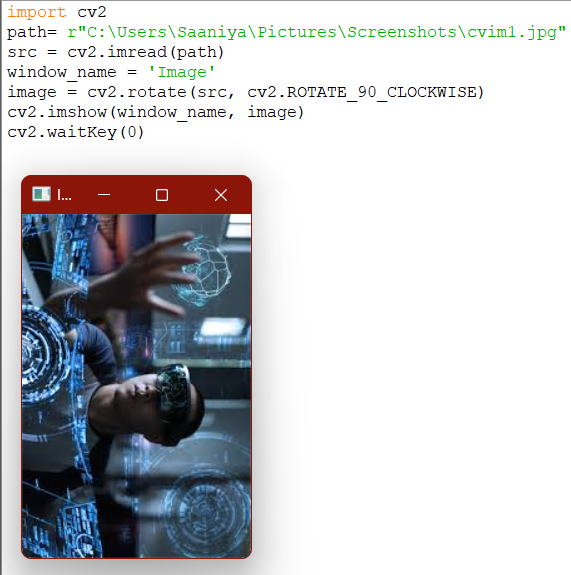 import cv2
path= r"C:\Users\Saaniya\Pictures\Screenshots\cvim1.jpg"
src = cv2.imread(path)
window_name = 'Image'
image = cv2.rotate(src, cv2.ROTATE_90_CLOCKWISE)
cv2.imshow(window_name, image)
cv2.waitKey(0)
I...